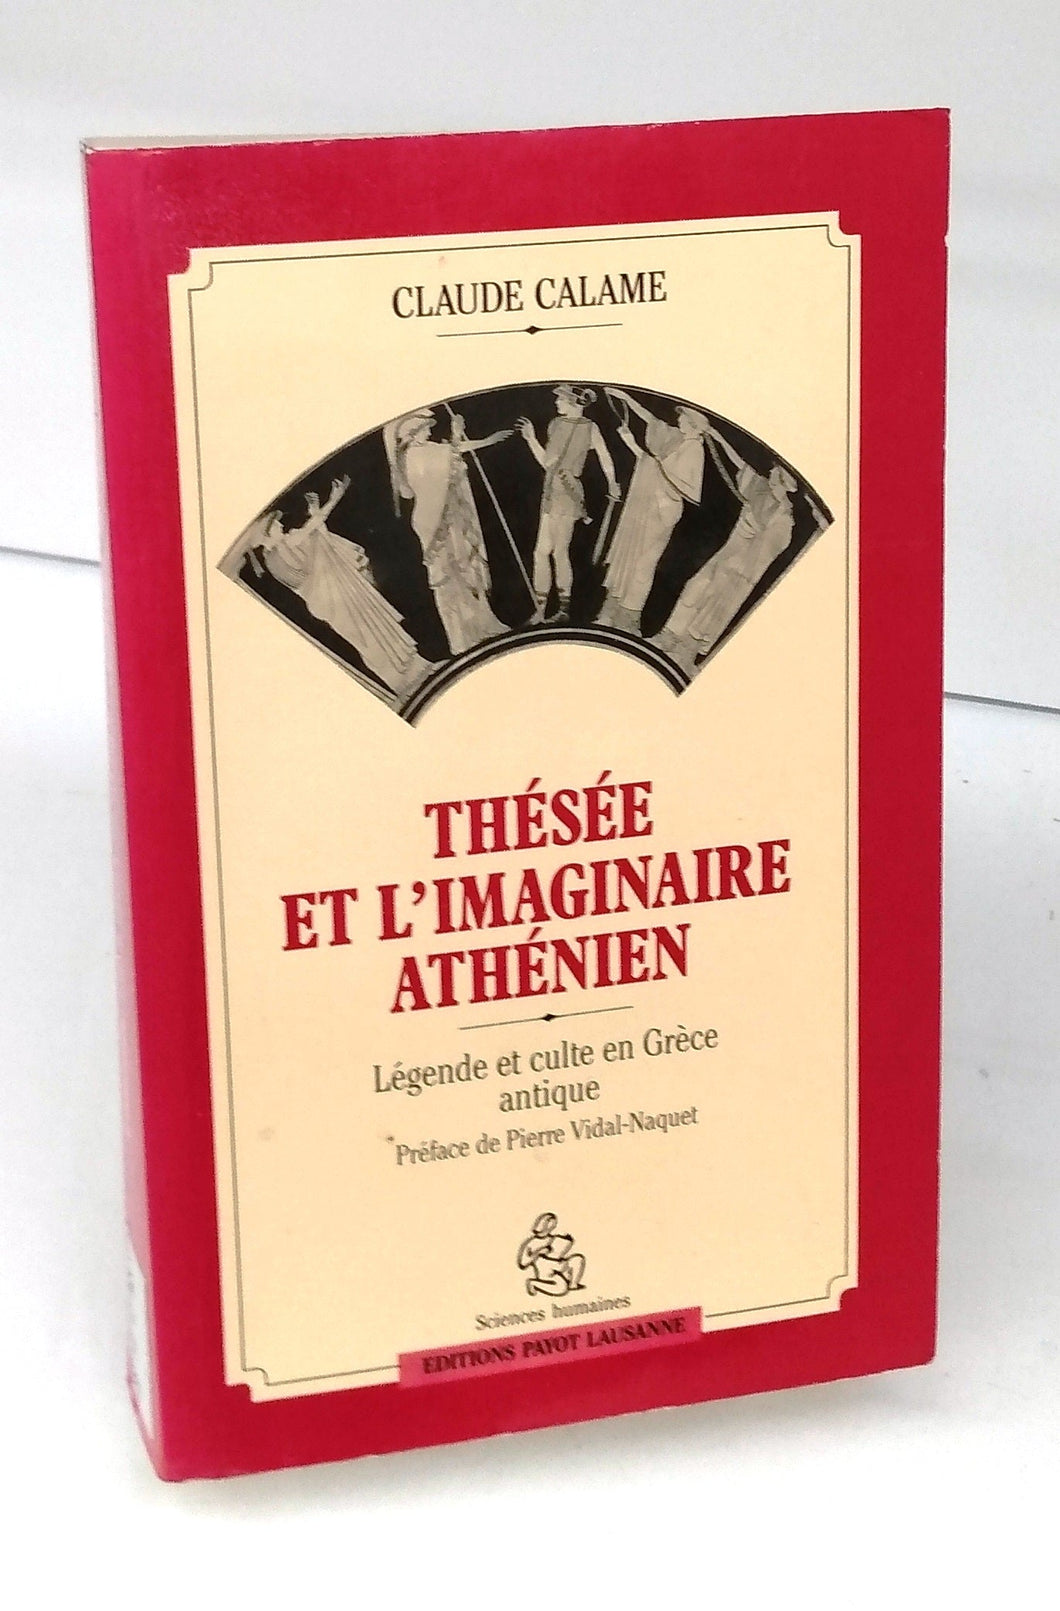 CLAUDE CALAME
THÉSÉE
ET L'IMAGINAIRE
ATHÉNIEN
Légende et culte en Grèce
antique
Préface de Pierre Vidal-Naquet
Sciences humaines
EDITIONS PAYOT LAUSANNE